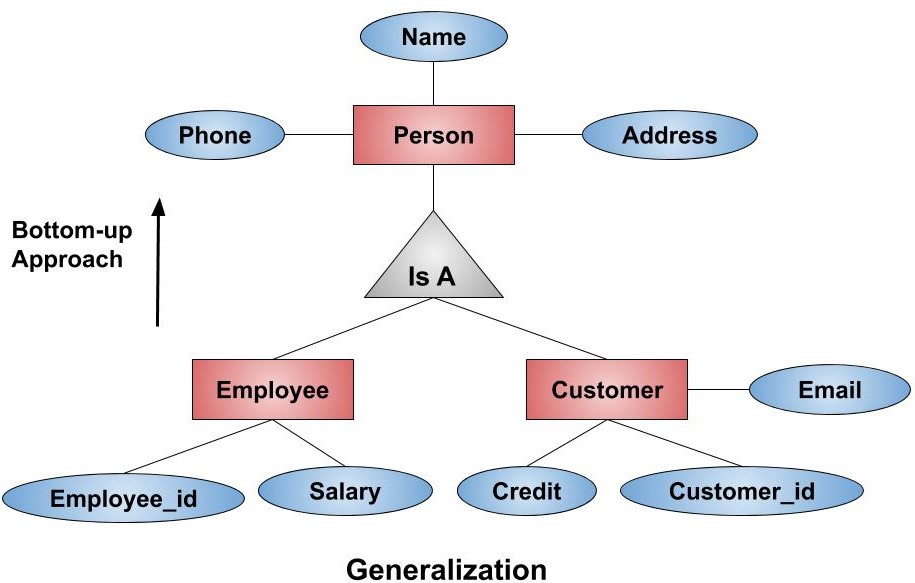 Name
Phone
Person
Address
Bottom-up
Approach
Is A
Employee
Customer
Email
Employee_id
Salary
Credit
Customer_id
Generalization